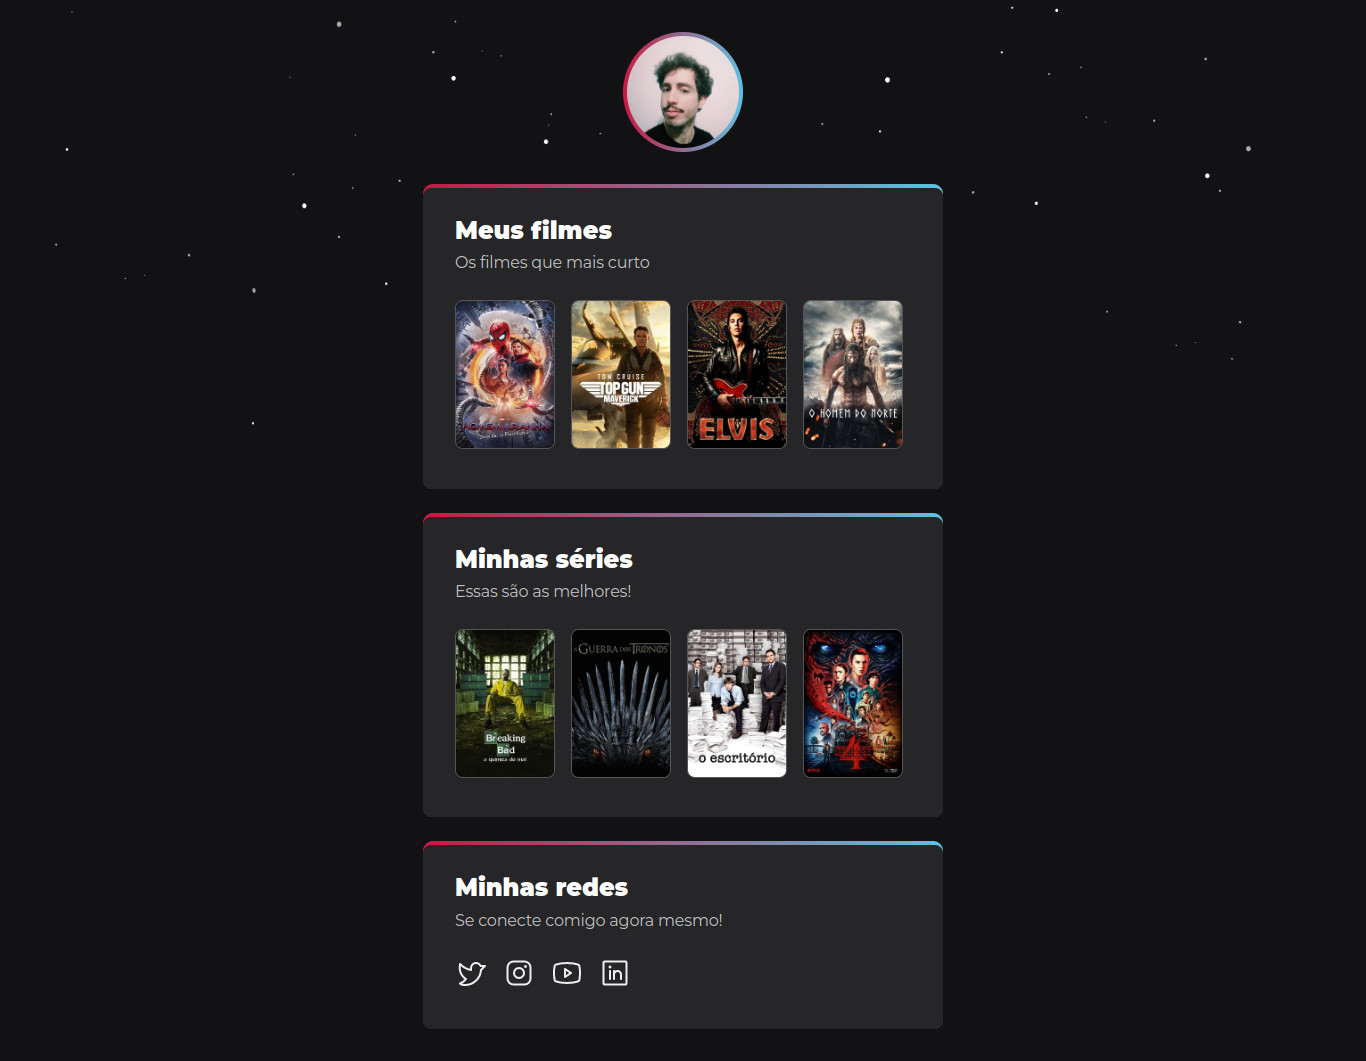 Meus filmes
Os filmes que mais curto
TOM CRUISE
TOP GUN
MAVERICK
ELVIS
O HOMEM DO NORTE
Minhas séries
Essas são as melhores!
Breaking
Bad
a química do mal
A GUERRA DOS TRONOS
o escritório
4
Minhas redes
Se conecte comigo agora mesmo!
in